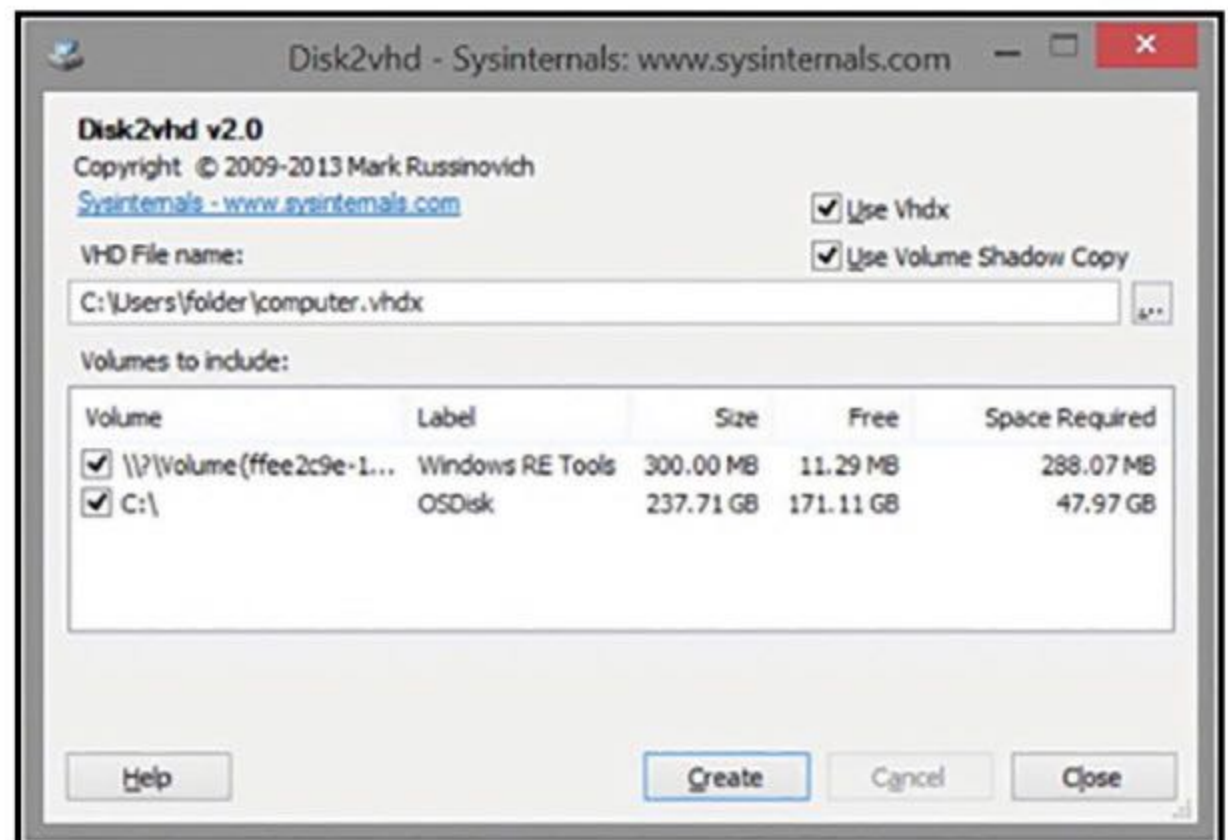 Disk2vhd - Sysinternals: www.sysinternals.com
Disk2vhd v2.0
Copyright © 2009-2013 Mark Russinovich
Sysinternals - www.sysinternals.com
Use Vhdx
VHD File name:
Use Volume Shadow Copy
C:\Users\folder\computer.vhdx
...
Volumes to include:
Volume Label Size Free Space Required
\\?\Volume{ffee2c9e-1... Windows RE Tools 300.00 MB 11.29 MB 288.07 MB
C:\ OSDisk 237.71 GB 171.11 GB 47.97 GB
Help Create Cancel Close